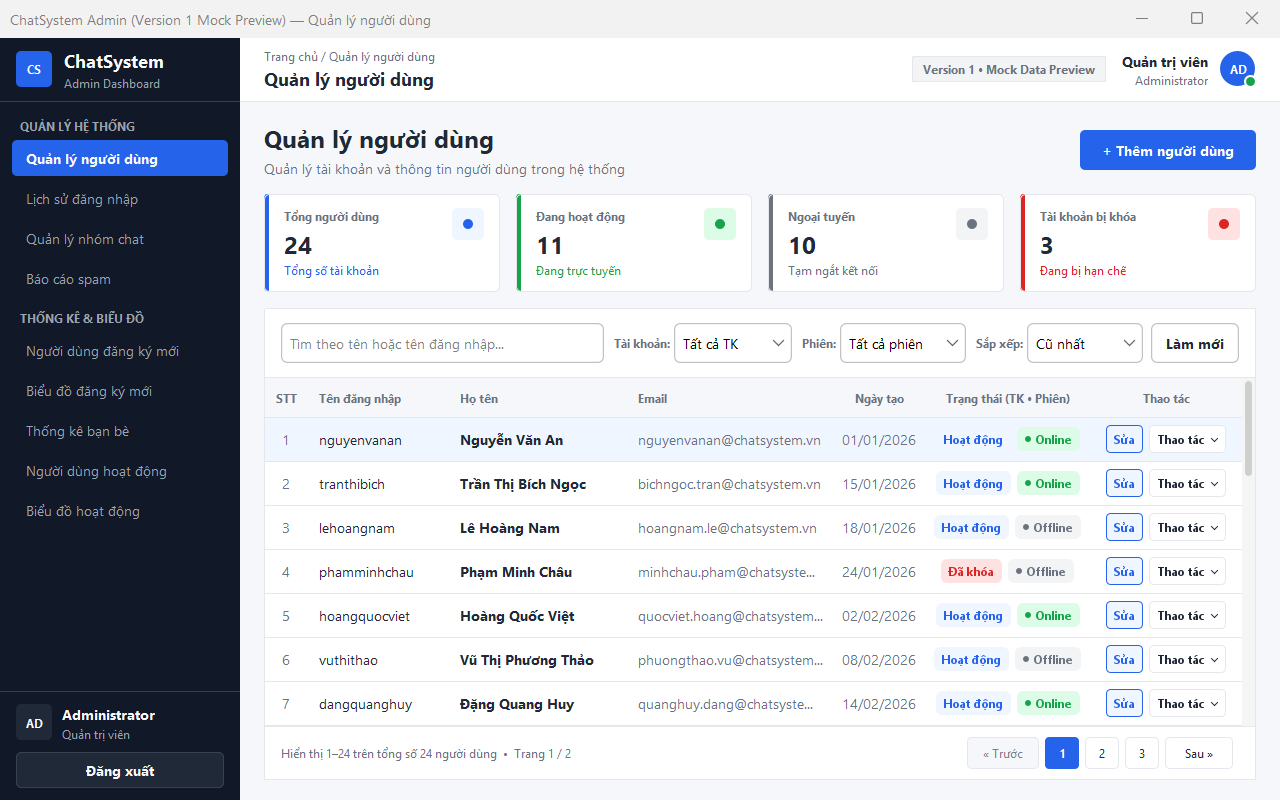 ChatSystem Admin (Version 1 Mock Preview) — Quản lý người dùng
CS
ChatSystem
Admin Dashboard
QUẢN LÝ HỆ THỐNG
Quản lý người dùng
Lịch sử đăng nhập
Quản lý nhóm chat
Báo cáo spam
THỐNG KÊ & BIỂU ĐỒ
Người dùng đăng ký mới
Biểu đồ đăng ký mới
Thống kê bạn bè
Người dùng hoạt động
Biểu đồ hoạt động
AD
Administrator
Quản trị viên
Đăng xuất
Trang chủ / Quản lý người dùng
Quản lý người dùng
Version 1 • Mock Data Preview
Quản trị viên
Administrator
AD
Quản lý người dùng
Quản lý tài khoản và thông tin người dùng trong hệ thống
+ Thêm người dùng
Tổng người dùng
24
Tổng số tài khoản
Đang hoạt động
11
Đang trực tuyến
Ngoại tuyến
10
Tạm ngắt kết nối
Tài khoản bị khóa
3
Đang bị hạn chế
Tìm theo tên hoặc tên đăng nhập... Tài khoản: Tất cả TK Phiên: Tất cả phiên Sắp xếp: Cũ nhất Làm mới
STT Tên đăng nhập Họ tên Email Ngày tạo Trạng thái (TK • Phiên) Thao tác
1 nguyenvanan Nguyễn Văn An nguyenvanan@chatsystem.vn 01/01/2026 Hoạt động • Online Sửa Thao tác
2 tranthibich Trần Thị Bích Ngọc bichngoc.tran@chatsystem.vn 15/01/2026 Hoạt động • Online Sửa Thao tác
3 lehoangnam Lê Hoàng Nam hoangnam.le@chatsystem.vn 18/01/2026 Hoạt động • Offline Sửa Thao tác
4 phamminhchau Phạm Minh Châu minhchau.pham@chatsyste... 24/01/2026 Đã khóa • Offline Sửa Thao tác
5 hoangquocviet Hoàng Quốc Việt quocviet.hoang@chatsystem... 02/02/2026 Hoạt động • Online Sửa Thao tác
6 vuthithao Vũ Thị Phương Thảo phuongthao.vu@chatsystem... 08/02/2026 Hoạt động • Offline Sửa Thao tác
7 dangquanghuy Đặng Quang Huy quanghuy.dang@chatsyste... 14/02/2026 Hoạt động • Online Sửa Thao tác
Hiển thị 1–24 trên tổng số 24 người dùng • Trang 1 / 2
« Trước 1 2 3 Sau »